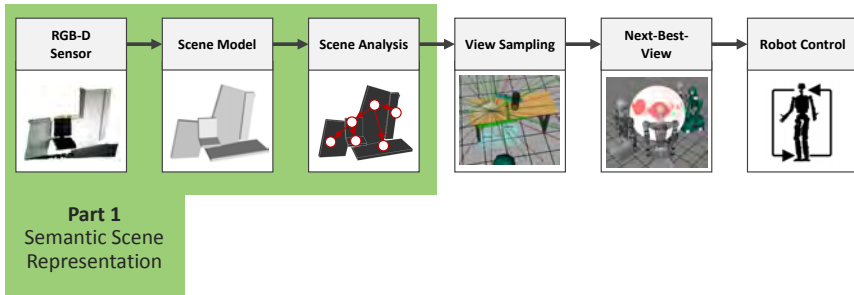 RGB-D
Sensor
Scene Model
Scene Analysis
View Sampling
Next-Best-
View
Robot Control
Part 1
Semantic Scene
Representation